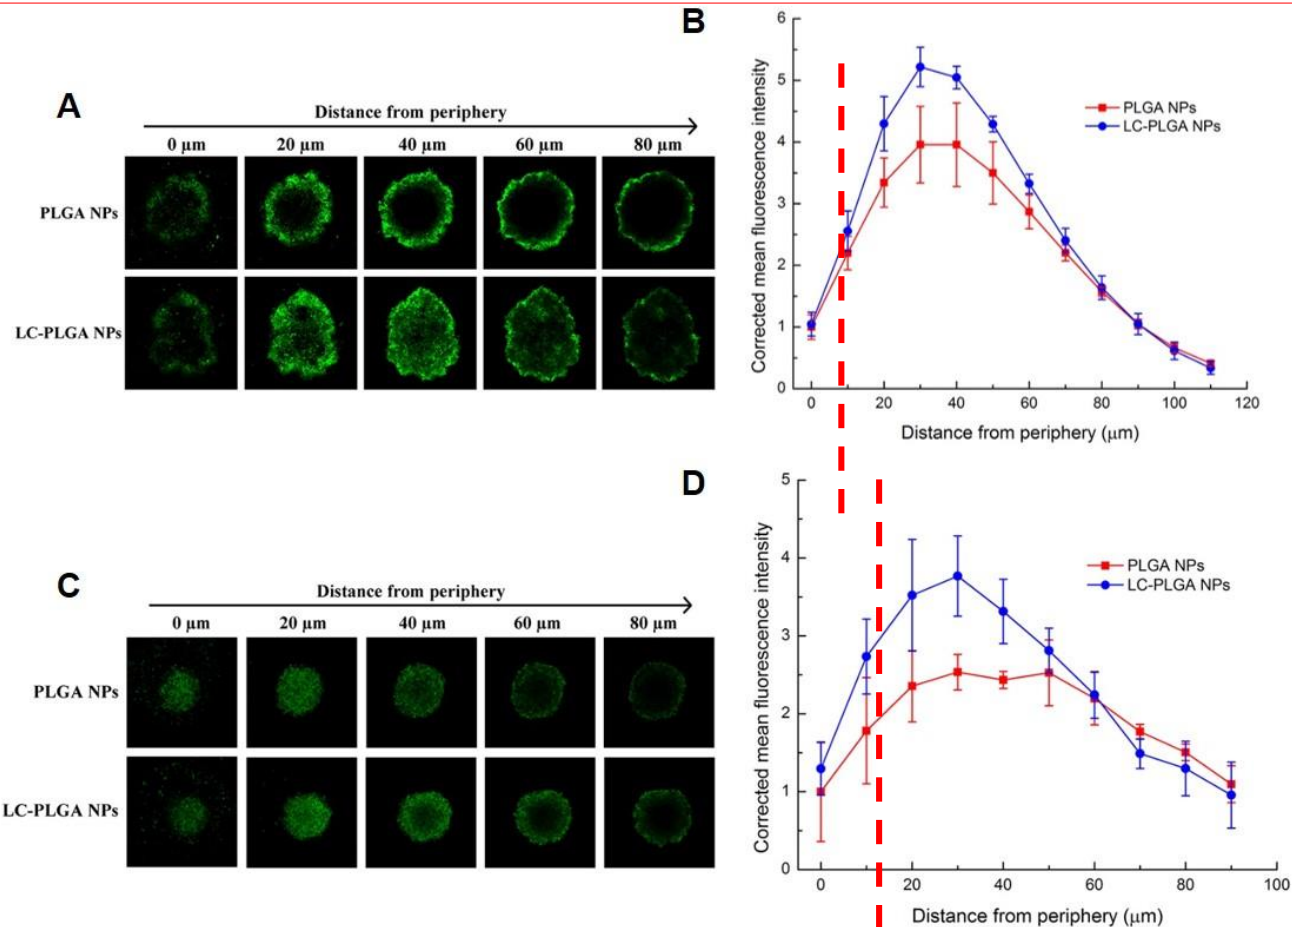 A
Distance from periphery
0 µm 20 µm 40 µm 60 µm 80 µm
PLGA NPs
LC-PLGA NPs
B
Corrected mean fluorescence intensity
6
5
4
3
2
1
0
PLGA NPs
LC-PLGA NPs
0 20 40 60 80 100 120
Distance from periphery (µm)
C
Distance from periphery
0 µm 20 µm 40 µm 60 µm 80 µm
PLGA NPs
LC-PLGA NPs
D
Corrected mean fluorescence intensity
5
4
3
2
1
0
PLGA NPs
LC-PLGA NPs
0 20 40 60 80 100
Distance from periphery (µm)